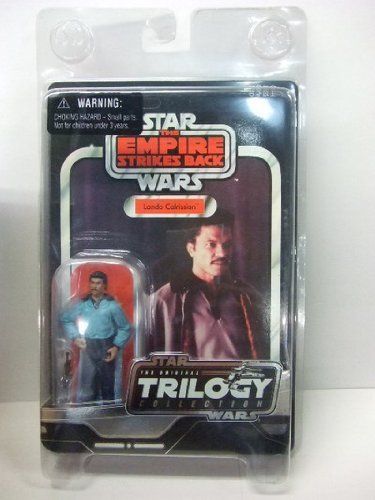 WARNING:
CHOKING HAZARD - Small parts.
Not for children under 3 years.
STAR
THE
EMPIRE
STRIKES BACK
WARS
Lando Calrissian
STAR
THE ORIGINAL
TRILOGY
COLLECTION
WARS